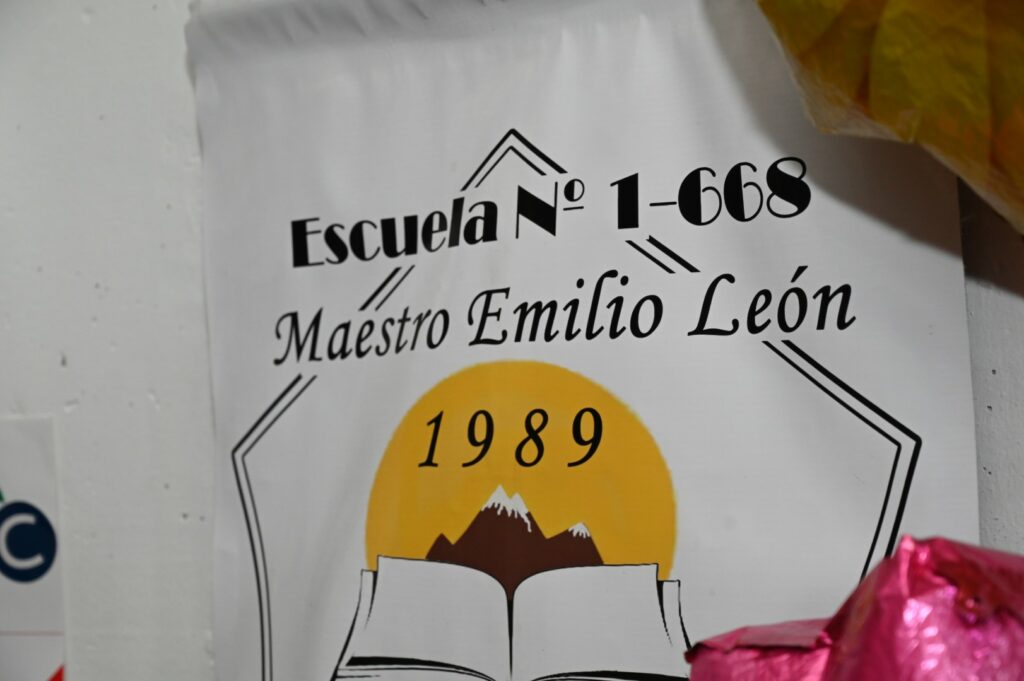 Escuela Nº 1-668
Maestro Emilio León
1989
C